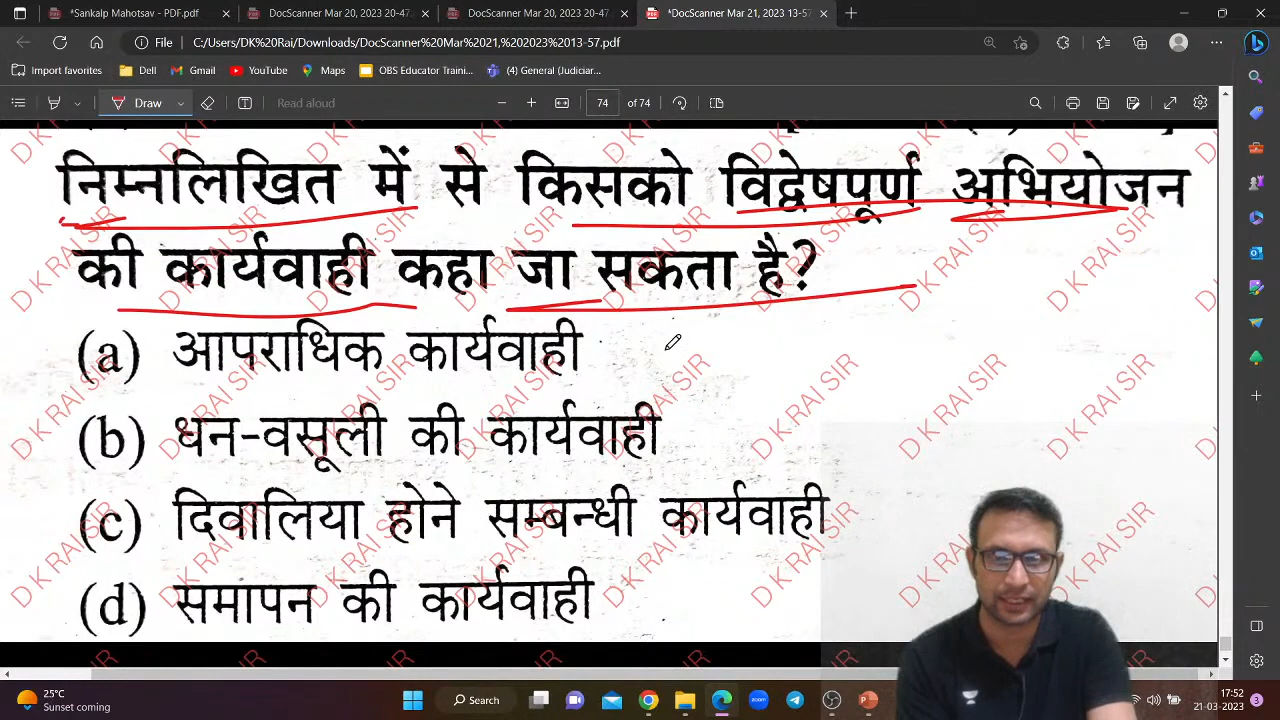 *Sankalp Mahotsav - PDF.pdf
DocScanner Mar 20, 2023 20-47
DocScanner Mar 20, 2023 20-47
*DocScanner Mar 21, 2023 13-57
File
C:/Users/DK%20Rai/Downloads/DocScanner%20Mar%2021,%202023%2013-57.pdf
Import favorites
Dell
Gmail
YouTube
Maps
OBS Educator Traini...
(4) General (Judiciar...
Draw
Read aloud
74 of 74
निम्नलिखित में से किसको विद्वेषपूर्ण अभियोजन
की कार्यवाही कहा जा सकता है?
(a) आपराधिक कार्यवाही
(b) धन-वसूली की कार्यवाही
(c) दिवालिया होने सम्बन्धी कार्यवाही
(d) समापन की कार्यवाही
D K RAI SIR
25°C
Sunset coming
Search
zoom
17:52
21-03-2023
3